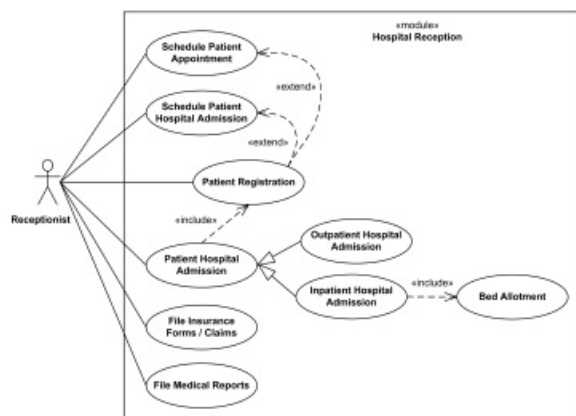 «module»
Hospital Reception
Schedule Patient
Appointment
«extend»
Schedule Patient
Hospital Admission
«extend»
Patient Registration
Receptionist
«include»
Outpatient Hospital
Admission
Patient Hospital
Admission
«include»
Inpatient Hospital
Admission
Bed Allotment
File Insurance
Forms / Claims
File Medical Reports